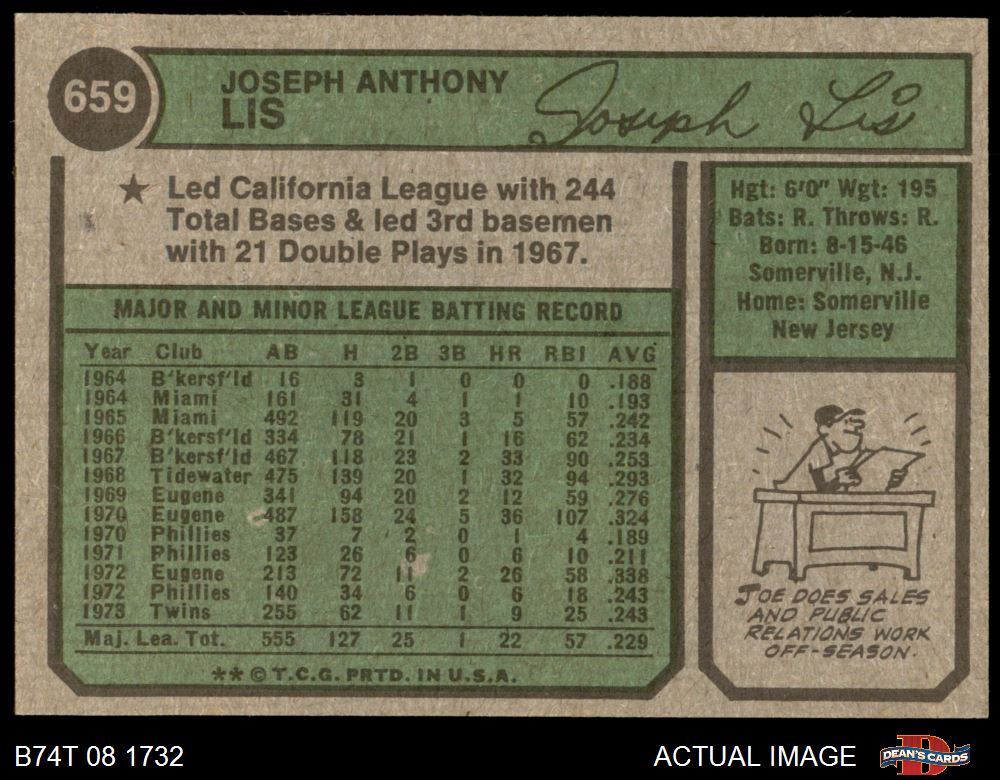 659
JOSEPH ANTHONY
LIS
Joseph Lis
★ Led California League with 244
Total Bases & led 3rd basemen
with 21 Double Plays in 1967.
Hgt: 6'0" Wgt: 195
Bats: R. Throws: R.
Born: 8-15-46
Somerville, N.J.
Home: Somerville
New Jersey
MAJOR AND MINOR LEAGUE BATTING RECORD
Year Club AB H 2B 3B HR RBI AVG
1964 B'kersf'ld 16 3 1 0 0 0 .188
1964 Miami 161 31 4 1 1 10 .193
1965 Miami 492 119 20 3 5 57 .242
1966 B'kersf'ld 334 78 21 1 16 62 .234
1967 B'kersf'ld 467 118 23 2 33 90 .253
1968 Tidewater 475 139 20 1 32 94 .293
1969 Eugene 341 94 20 2 12 59 .276
1970 Eugene 487 158 24 5 36 107 .324
1970 Phillies 37 7 2 0 1 4 .189
1971 Phillies 123 26 6 0 6 10 .211
1972 Eugene 213 72 11 2 26 58 .338
1972 Phillies 140 34 6 0 6 18 .243
1973 Twins 255 62 11 1 9 25 .243
Maj. Lea. Tot. 555 127 25 1 22 57 .229
** © T.C.G. PRTD. IN U.S.A.
JOE DOES SALES
AND PUBLIC
RELATIONS WORK
OFF-SEASON.
B74T 08 1732
ACTUAL IMAGE
DEAN'S CARDS